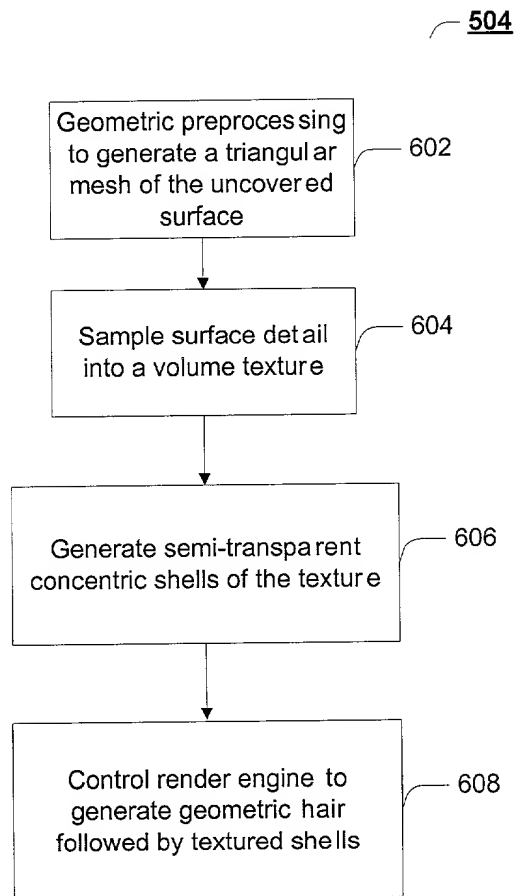 504
Geometric preprocessing
to generate a triangular
mesh of the uncovered
surface
602
Sample surface detail
into a volume texture
604
Generate semi-transparent
concentric shells of the texture
606
Control render engine to
generate geometric hair
followed by textured shells
608